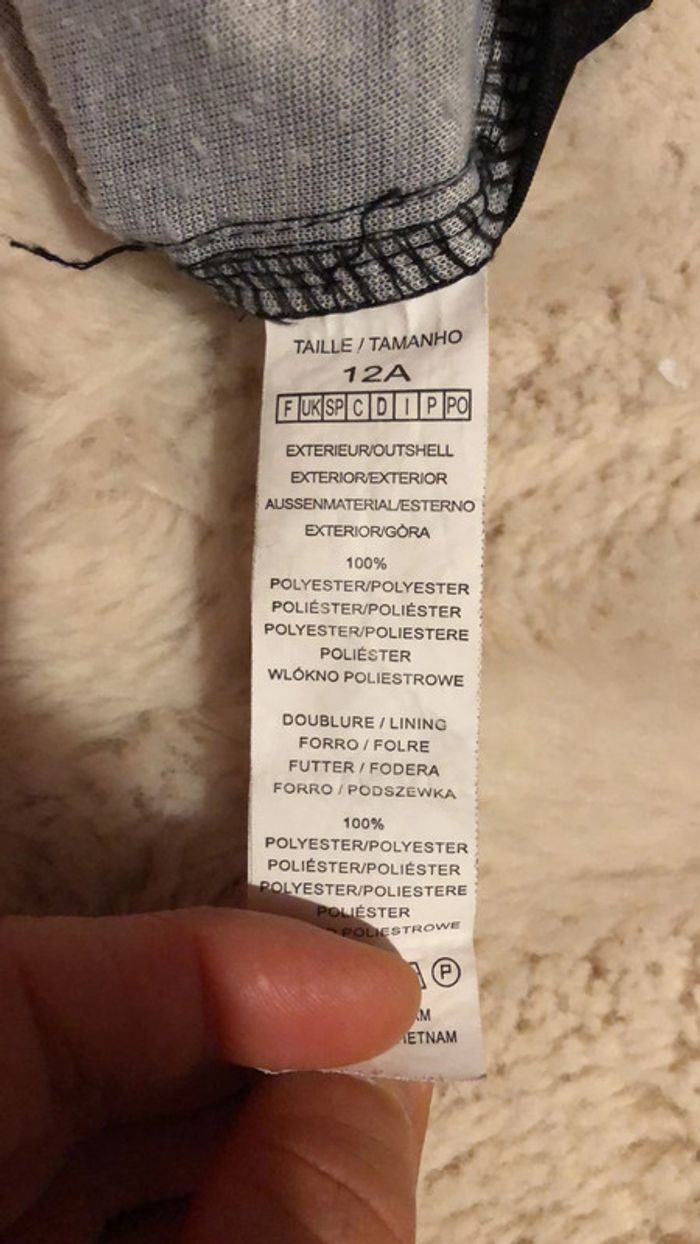 TAILLE / TAMANHO
12A
F UK SP C D I P PO
EXTERIEUR/OUTSHELL
EXTERIOR/EXTERIOR
AUSSENMATERIAL/ESTERNO
EXTERIOR/GÒRA
100%
POLYESTER/POLYESTER
POLIÉSTER/POLIÉSTER
POLYESTER/POLIESTERE
POLIÉSTER
WLÓKNO POLIESTROWE
DOUBLURE / LINING
FORRO / FOLRE
FUTTER / FODERA
FORRO / PODSZEWKA
100%
POLYESTER/POLYESTER
POLIÉSTER/POLIÉSTER
POLYESTER/POLIESTERE
POLIÉSTER
POLIESTROWE
P